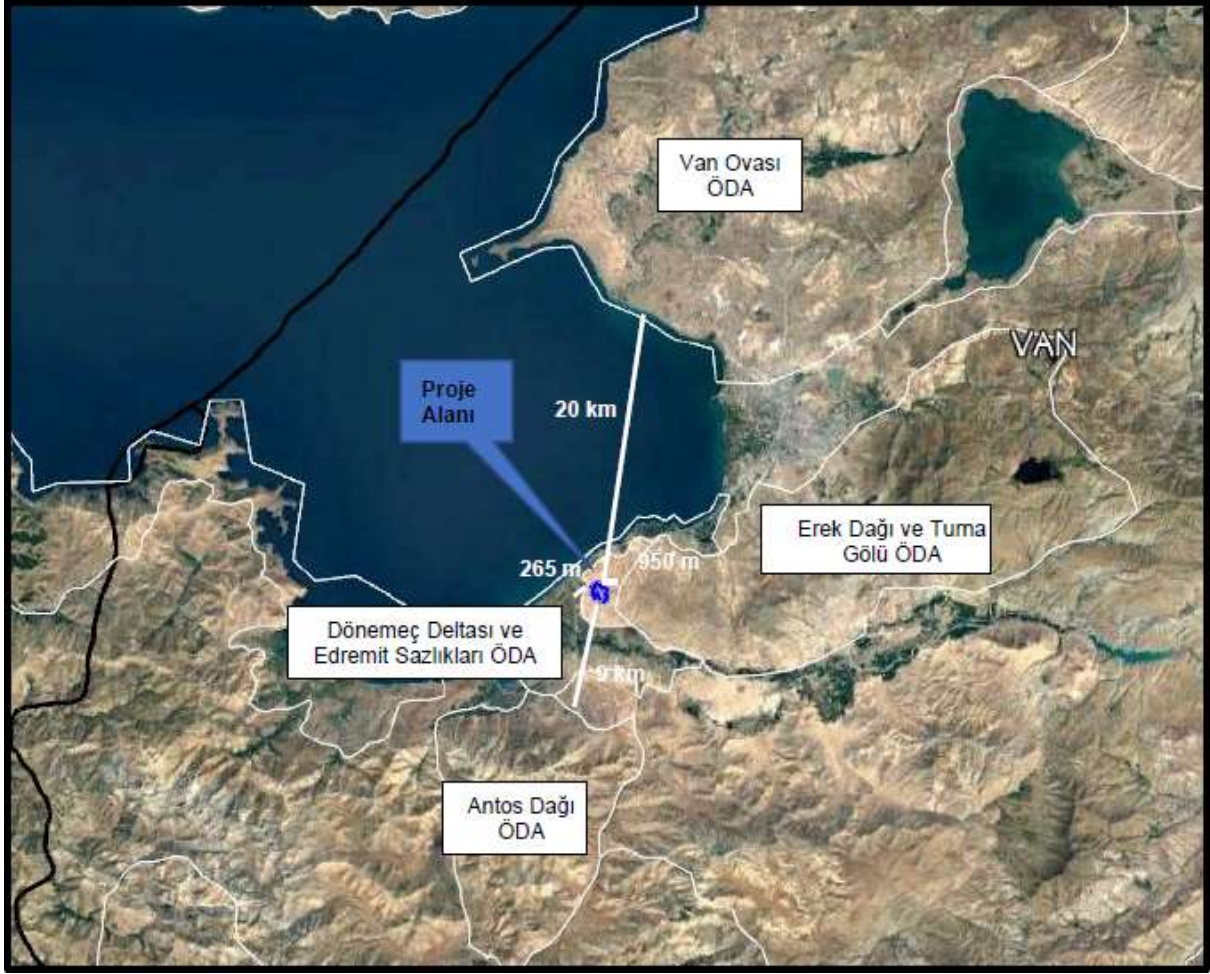 Van Ovası
ÖDA
VAN
Proje
Alanı
20 km
Erek Dağı ve Turna
Gölü ÖDA
265 m
950 m
Dönemeç Deltası ve
Edremit Sazlıkları ÖDA
9 km
Antos Dağı
ÖDA